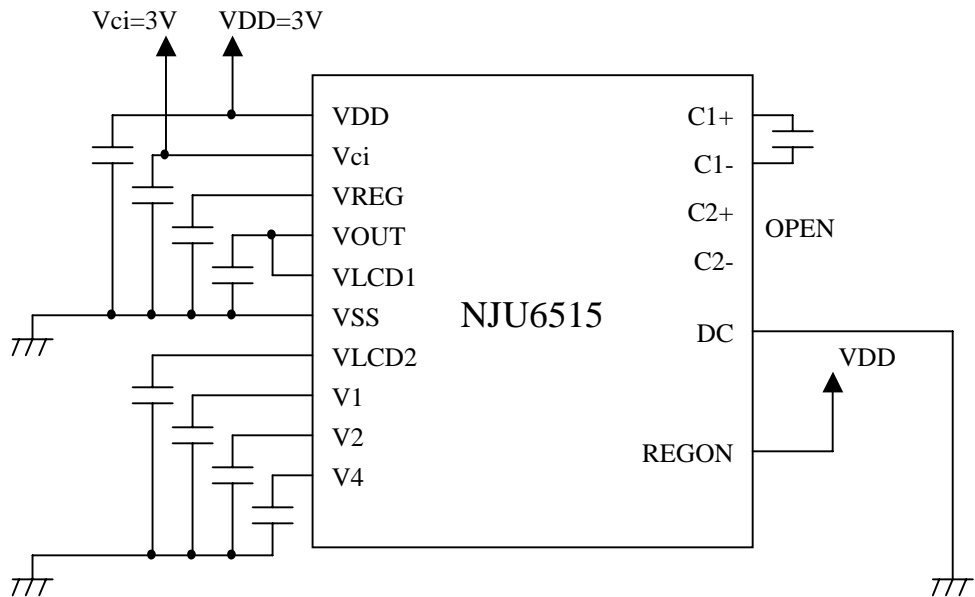 Vci=3V VDD=3V
VDD
Vci
VREG
VOUT
VLCD1
VSS
VLCD2
V1
V2
V4
NJU6515
C1+
C1-
C2+
C2-
OPEN
DC
VDD
REGON